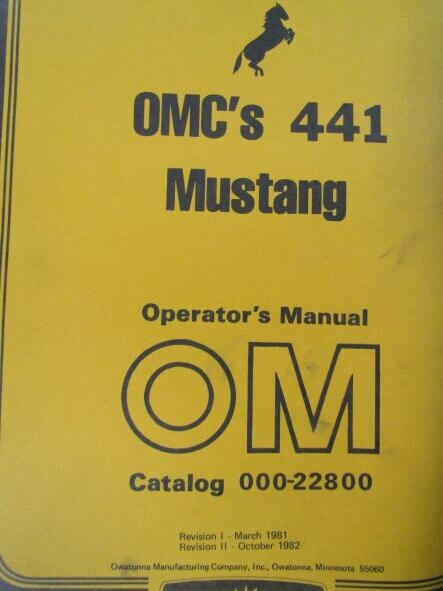 OMC's 441
Mustang
Operator's Manual
OM
Catalog 000-22800
Revision I - March 1981
Revision II - October 1982
Owatonna Manufacturing Company, Inc., Owatonna, Minnesota 55060